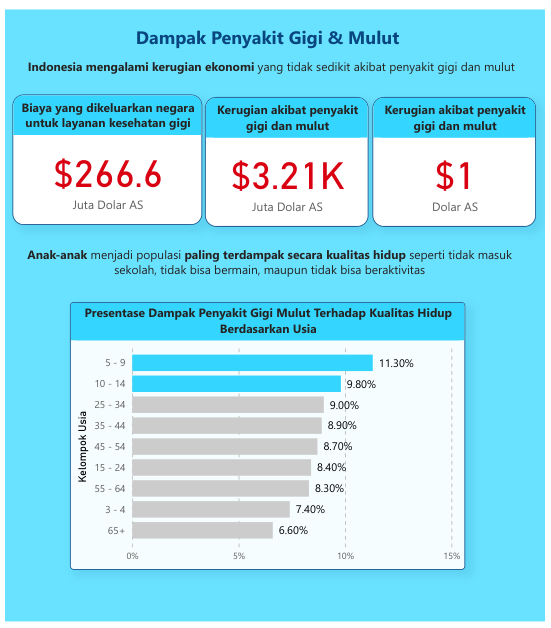 Dampak Penyakit Gigi & Mulut
Indonesia mengalami kerugian ekonomi yang tidak sedikit akibat penyakit gigi dan mulut
Biaya yang dikeluarkan negara
untuk layanan kesehatan gigi
$266.6
Juta Dolar AS
Kerugian akibat penyakit
gigi dan mulut
$3.21K
Juta Dolar AS
Kerugian akibat penyakit
gigi dan mulut
$1
Dolar AS
Anak-anak menjadi populasi paling terdampak secara kualitas hidup seperti tidak masuk
sekolah, tidak bisa bermain, maupun tidak bisa beraktivitas
Presentase Dampak Penyakit Gigi Mulut Terhadap Kualitas Hidup
Berdasarkan Usia
Kelompok Usia
5 - 9 11.30%
10 - 14 9.80%
25 - 34 9.00%
35 - 44 8.90%
45 - 54 8.70%
15 - 24 8.40%
55 - 64 8.30%
3 - 4 7.40%
65+ 6.60%
0% 5% 10% 15%